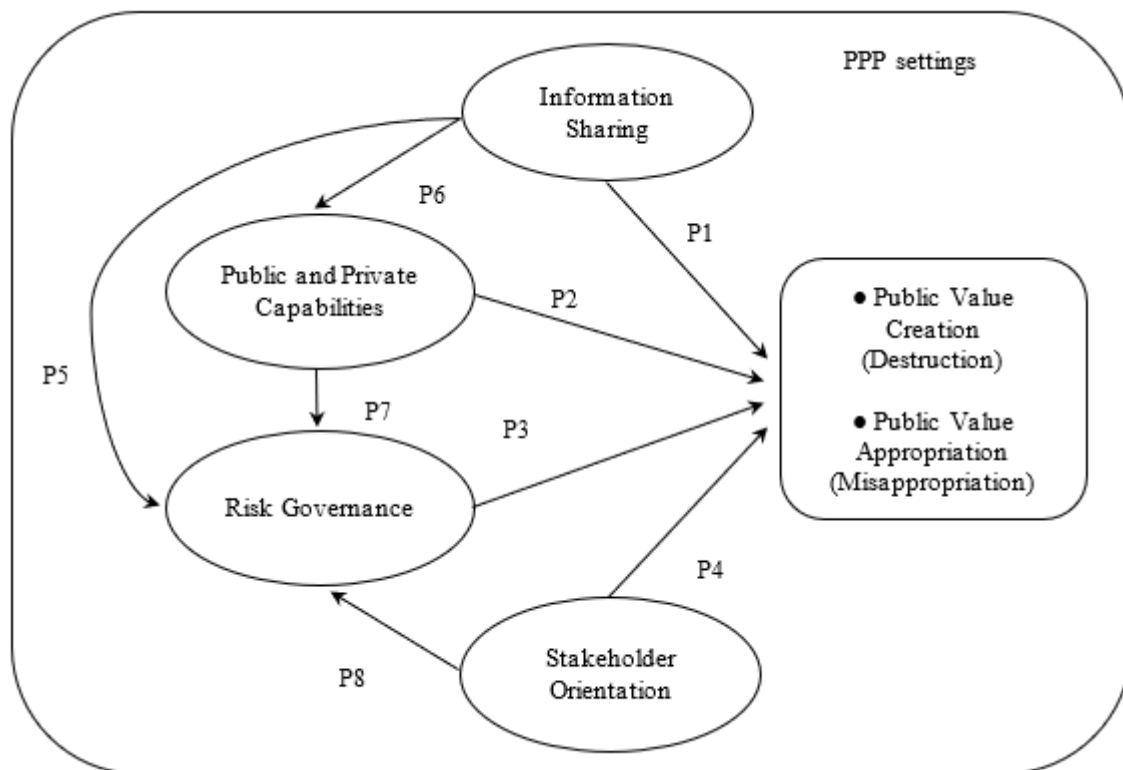 PPP settings
Information
Sharing
P6
P1
Public and Private
Capabilities
P2
● Public Value
Creation
(Destruction)
P5
P7
P3
● Public Value
Appropriation
(Misappropriation)
Risk Governance
P4
Stakeholder
Orientation
P8